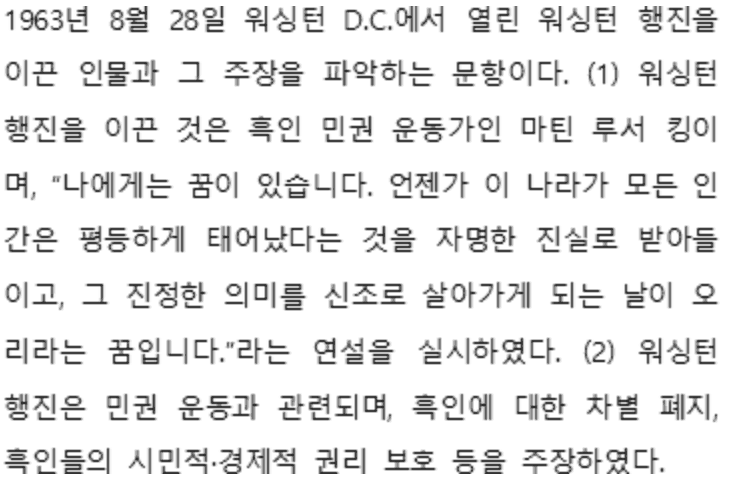 1963년 8월 28일 워싱턴 D.C.에서 열린 워싱턴 행진을
이끈 인물과 그 주장을 파악하는 문항이다. (1) 워싱턴
행진을 이끈 것은 흑인 민권 운동가인 마틴 루서 킹이
며, “나에게는 꿈이 있습니다. 언젠가 이 나라가 모든 인
간은 평등하게 태어났다는 것을 자명한 진실로 받아들
이고, 그 진정한 의미를 신조로 살아가게 되는 날이 오
리라는 꿈입니다.”라는 연설을 실시하였다. (2) 워싱턴
행진은 민권 운동과 관련되며, 흑인에 대한 차별 폐지,
흑인들의 시민적·경제적 권리 보호 등을 주장하였다.